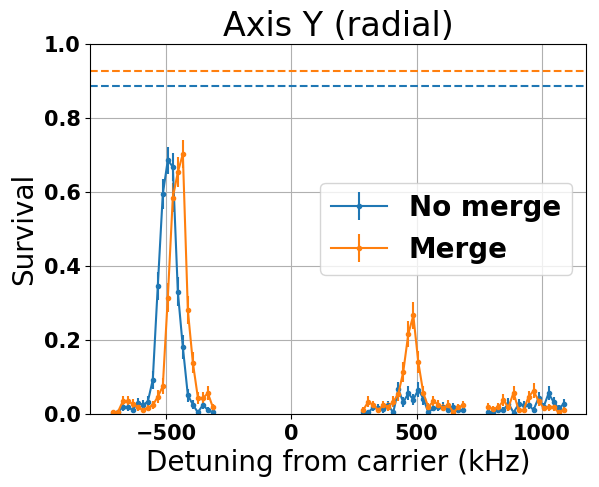 Axis Y (radial)
1.0
0.8
0.6
0.4
0.2
0.0
Survival
No merge
Merge
−500 0 500 1000
Detuning from carrier (kHz)